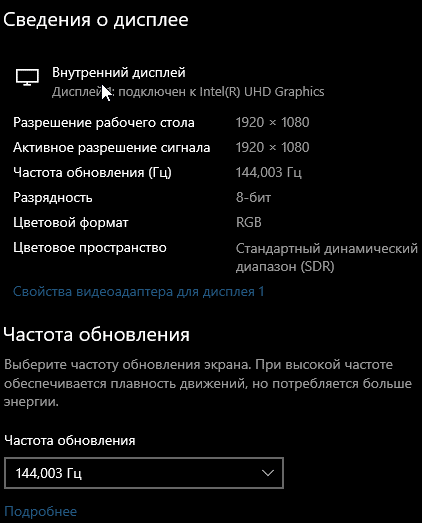 Сведения о дисплее
Внутренний дисплей
Дисплей 1: подключен к Intel(R) UHD Graphics
Разрешение рабочего стола 1920 × 1080
Активное разрешение сигнала 1920 × 1080
Частота обновления (Гц) 144,003 Гц
Разрядность 8-бит
Цветовой формат RGB
Цветовое пространство Стандартный динамический
диапазон (SDR)
Свойства видеоадаптера для дисплея 1
Частота обновления
Выберите частоту обновления экрана. При высокой частоте
обеспечивается плавность движений, но потребляется больше
энергии.
Частота обновления
144,003 Гц
Подробнее